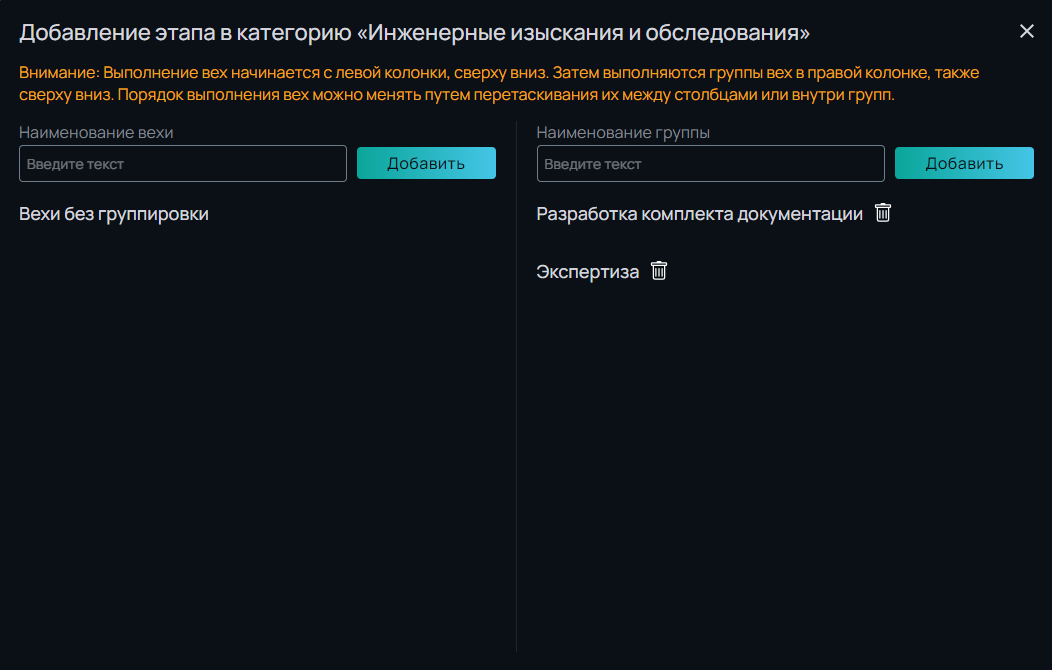 Добавление этапа в категорию «Инженерные изыскания и обследования»
Внимание: Выполнение вех начинается с левой колонки, сверху вниз. Затем выполняются группы вех в правой колонке, также
сверху вниз. Порядок выполнения вех можно менять путем перетаскивания их между столбцами или внутри групп.
Наименование вехи
Введите текст
Добавить
Вехи без группировки
Наименование группы
Введите текст
Добавить
Разработка комплекта документации
Экспертиза